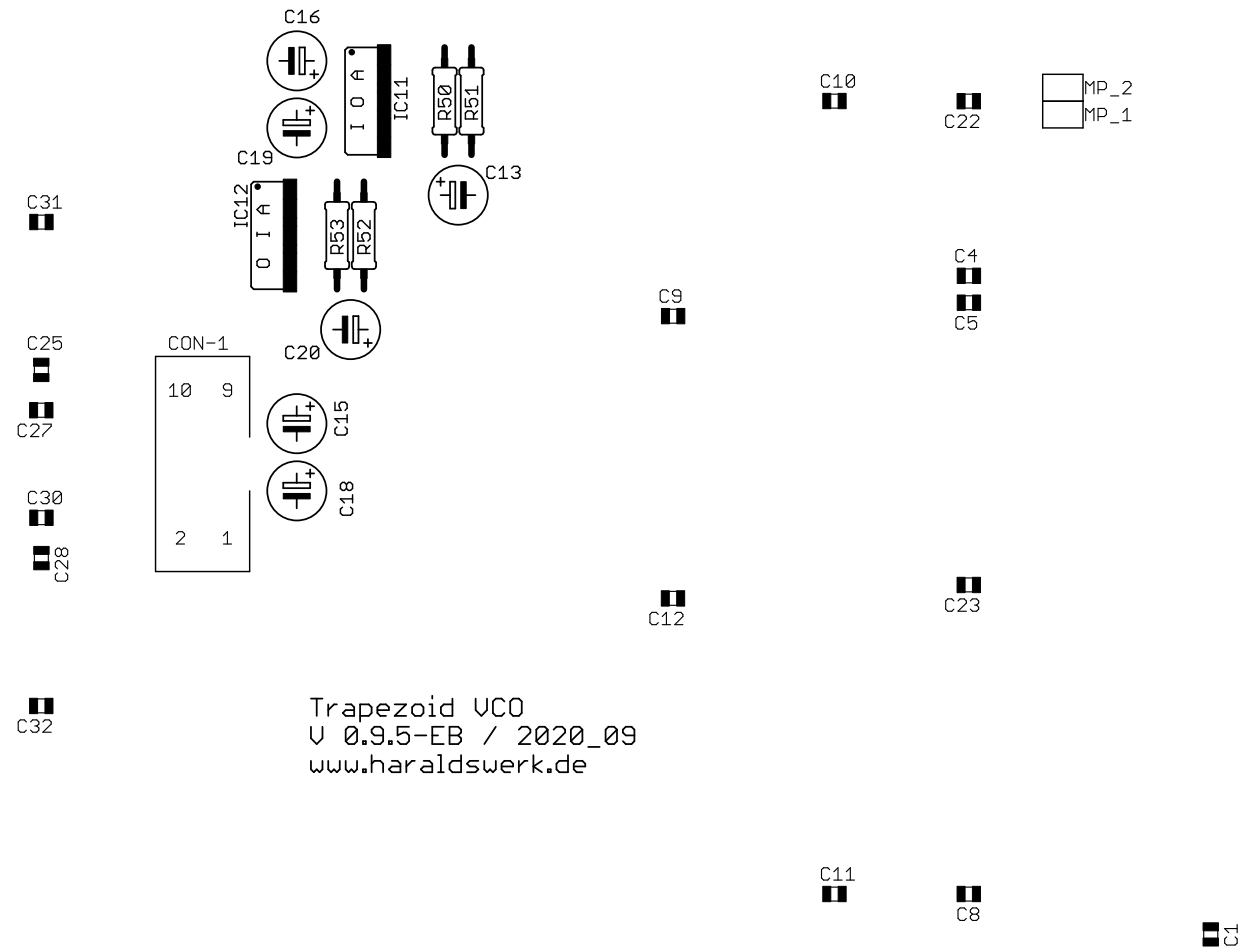 C16
IC11
R50
R51
C10
MP_2
C22
MP_1
C19
C13
IC12
C31
R53
R52
C4
C9
C5
C25
CON-1
C20
10 9
C15
C27
C18
C30
2 1
C28
C23
C12
Trapezoid VCO
C32
V 0.9.5-EB / 2020_09
www.haraldswerk.de
C11
C8
C1
A
O
I
A
I
O
+
+
+
+
+
+